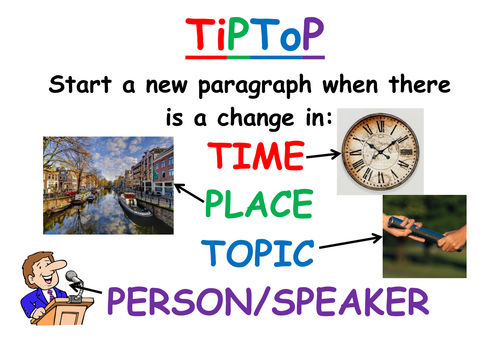 TiPToP
Start a new paragraph when there
is a change in:
TIME
PLACE
TOPIC
PERSON/SPEAKER